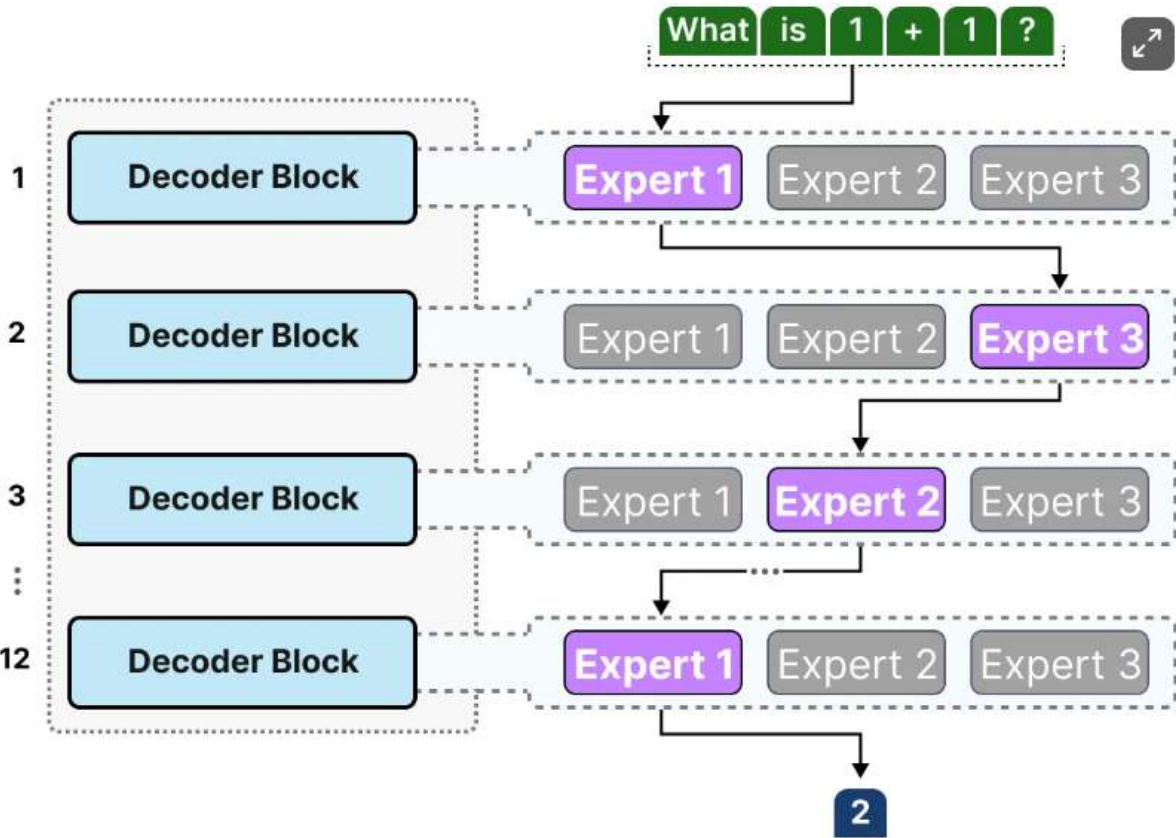 What is 1 + 1 ?
1 Decoder Block Expert 1 Expert 2 Expert 3
2 Decoder Block Expert 1 Expert 2 Expert 3
3 Decoder Block Expert 1 Expert 2 Expert 3
12 Decoder Block Expert 1 Expert 2 Expert 3
2